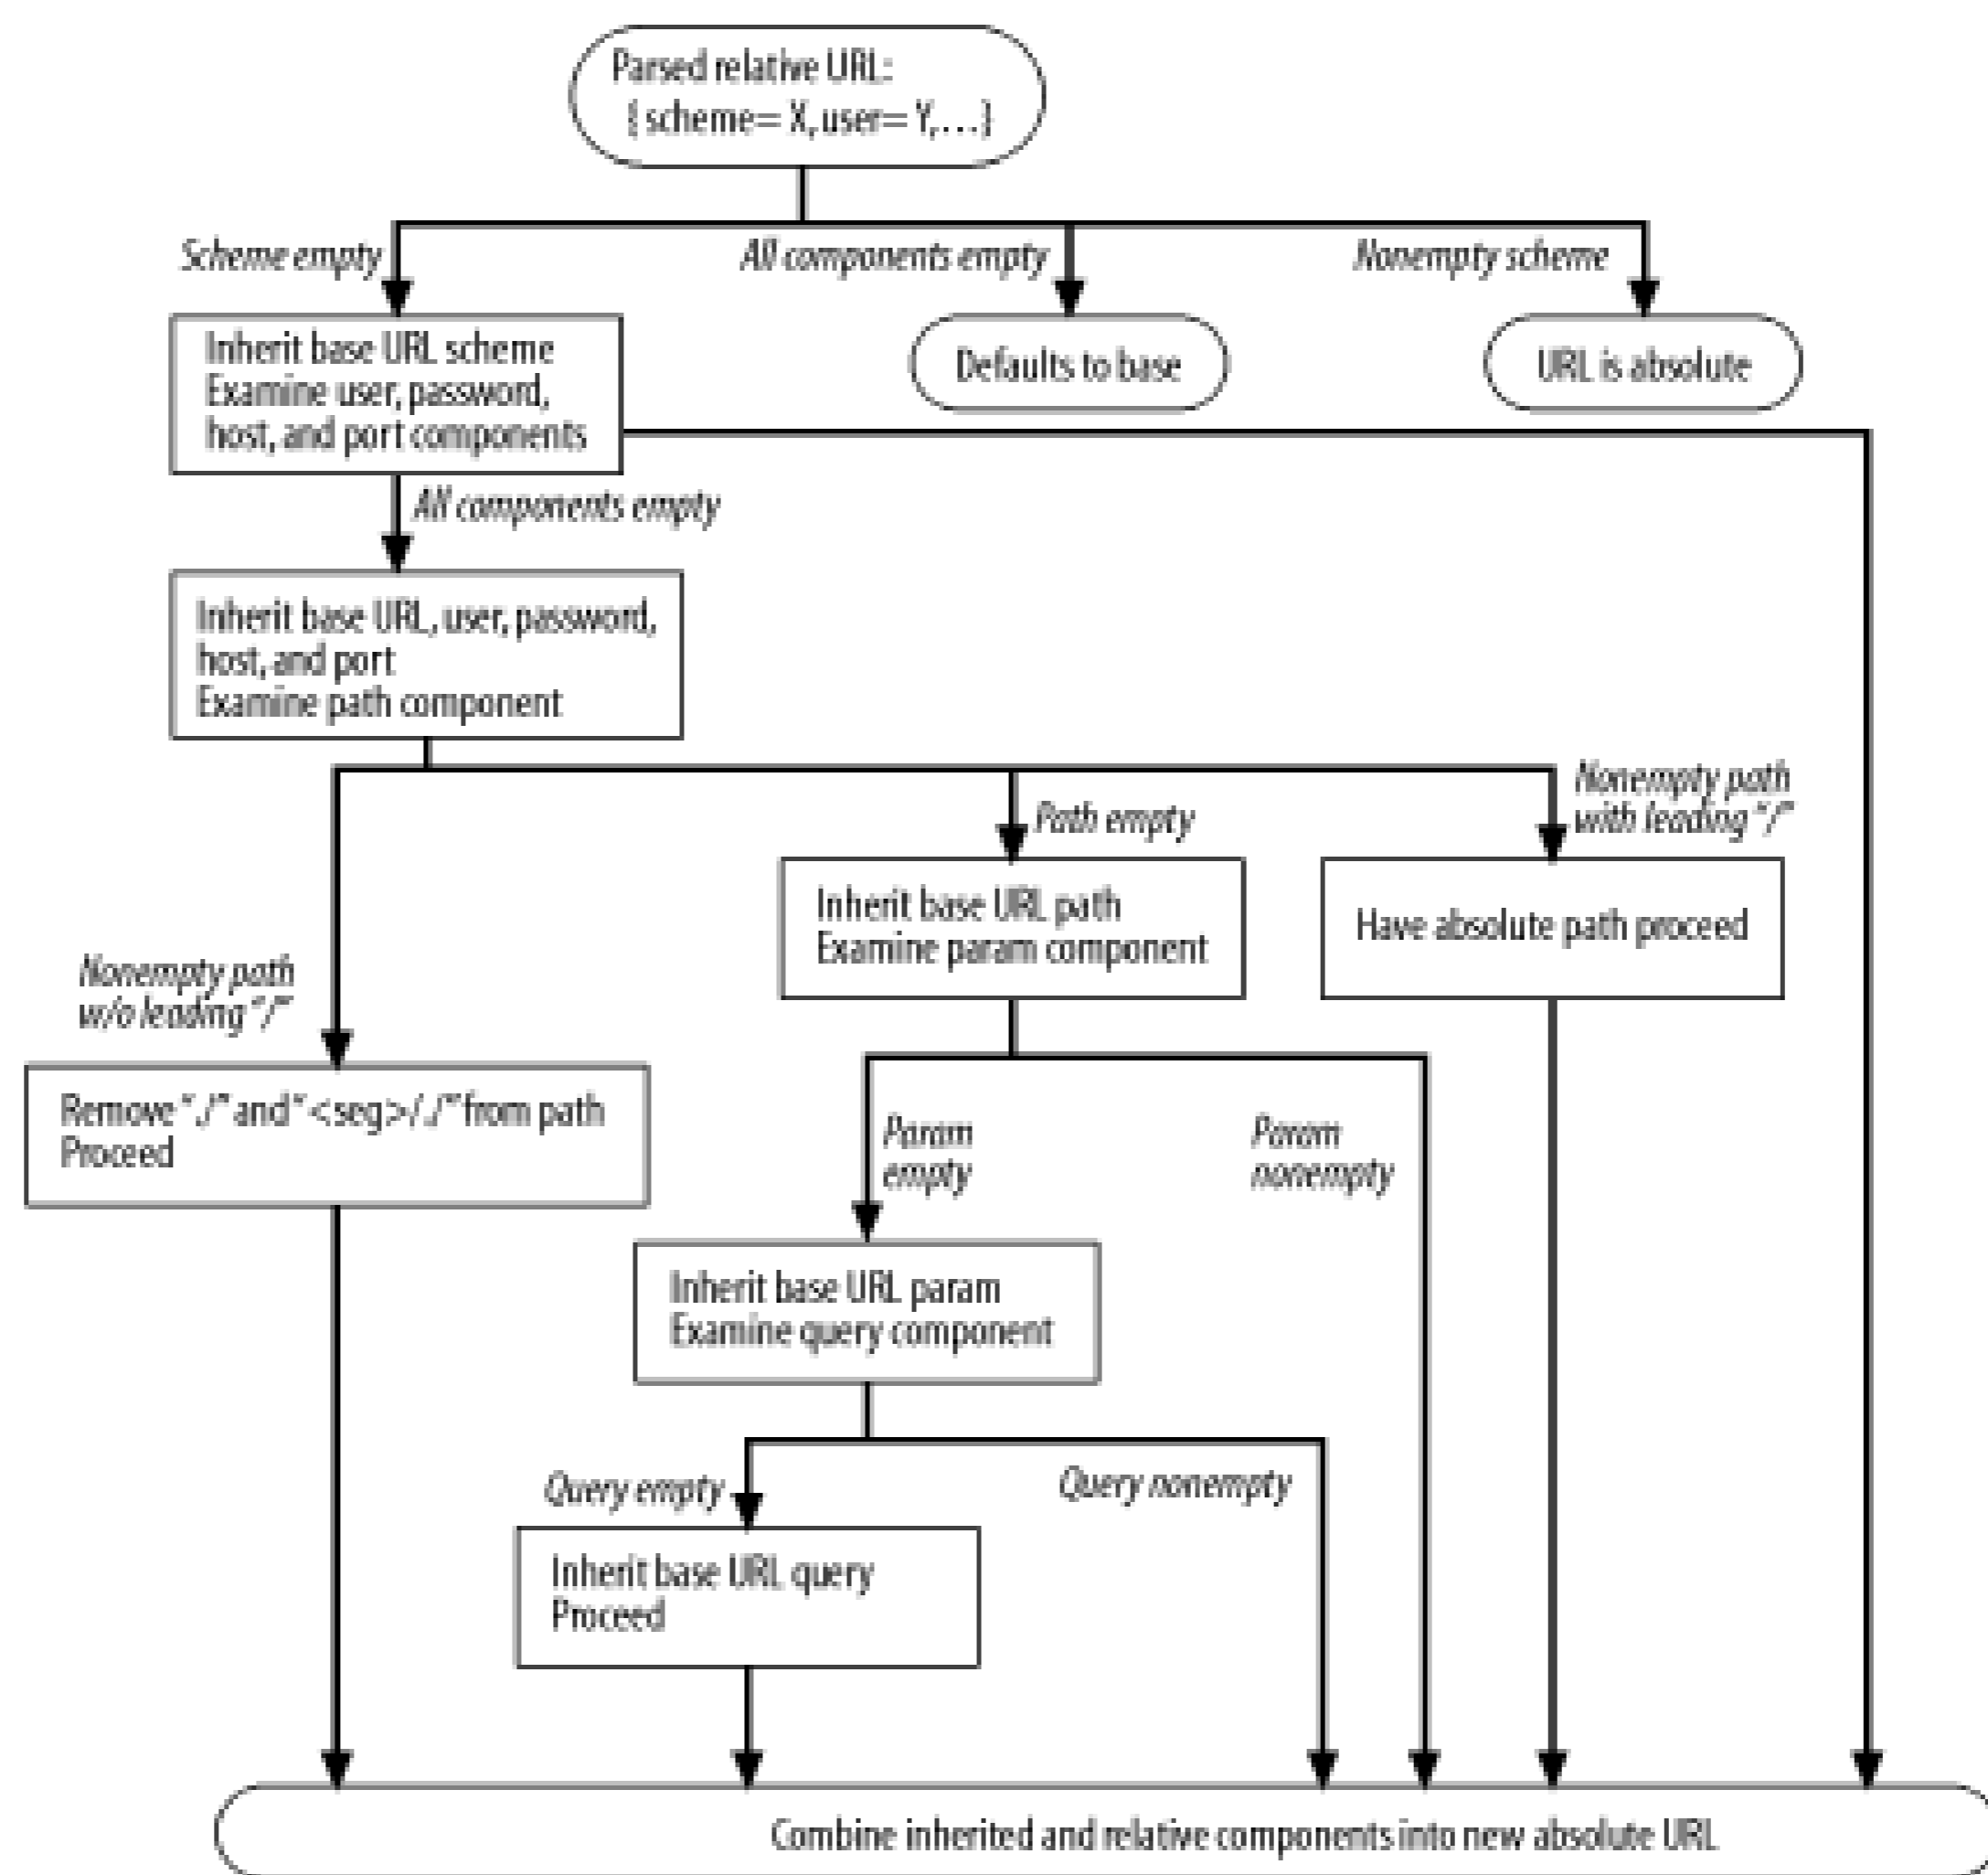 Parsed relative URL:
{ scheme= X, user= Y,...}
Scheme empty
All components empty
Nonempty scheme
Inherit base URL scheme
Examine user, password,
host, and port components
Defaults to base
URL is absolute
All components empty
Inherit base URL, user, password,
host, and port
Examine path component
Nonempty path
with leading “/”
Path empty
Inherit base URL path
Examine param component
Have absolute path proceed
Nonempty path
w/o leading “/”
Remove “./” and “<seg>/./” from path
Proceed
Param
empty
Param
nonempty
Inherit base URL param
Examine query component
Query empty
Query nonempty
Inherit base URL query
Proceed
Combine inherited and relative components into new absolute URL